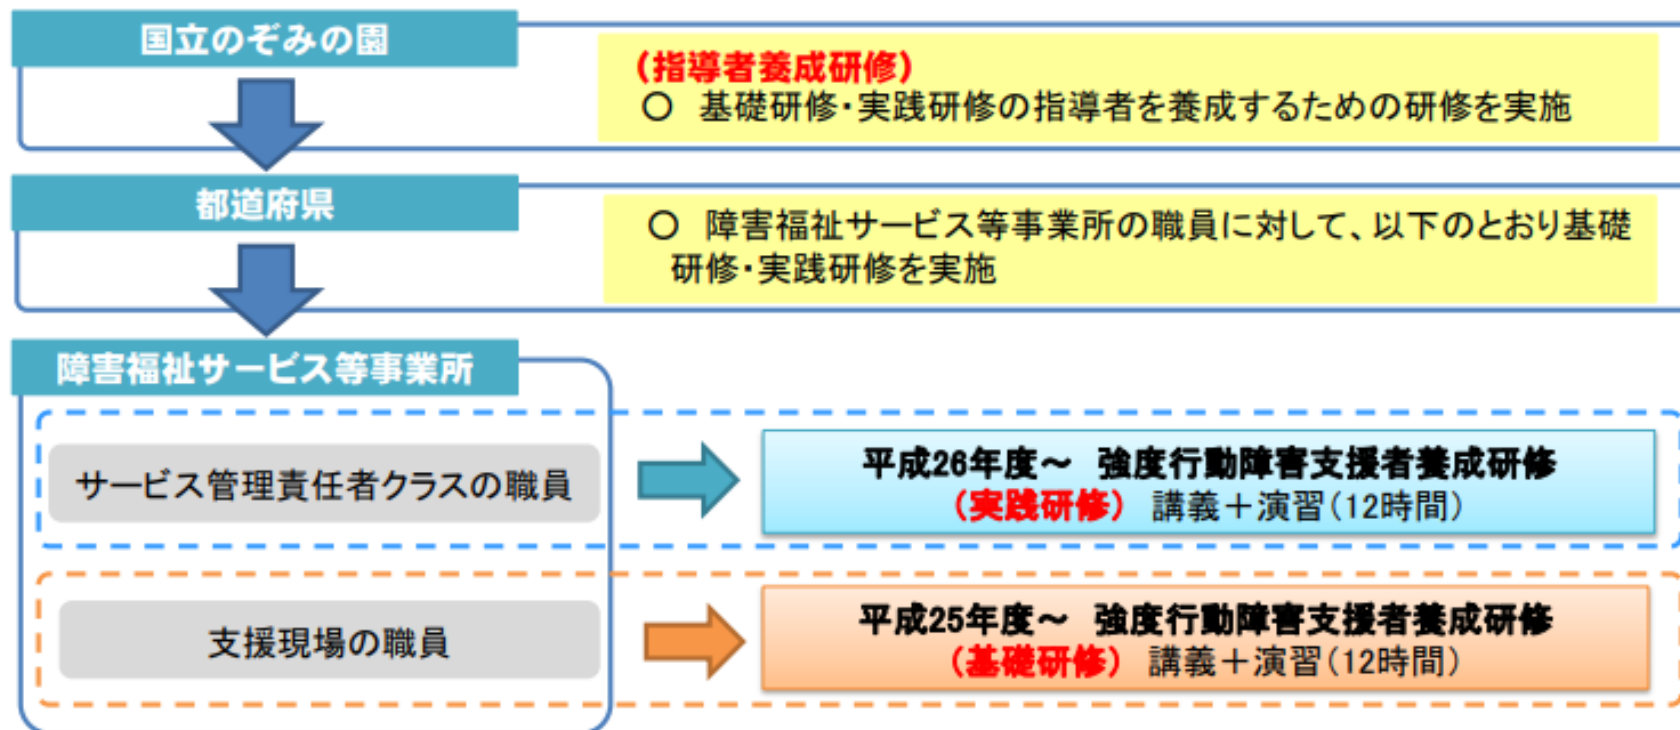 国立のぞみの園
(指導者養成研修)
○ 基礎研修・実践研修の指導者を養成するための研修を実施
都道府県
○ 障害福祉サービス等事業所の職員に対して、以下のとおり基礎
研修・実践研修を実施
障害福祉サービス等事業所
サービス管理責任者クラスの職員
平成26年度～ 強度行動障害支援者養成研修
(実践研修) 講義＋演習(12時間)
支援現場の職員
平成25年度～ 強度行動障害支援者養成研修
(基礎研修) 講義＋演習(12時間)